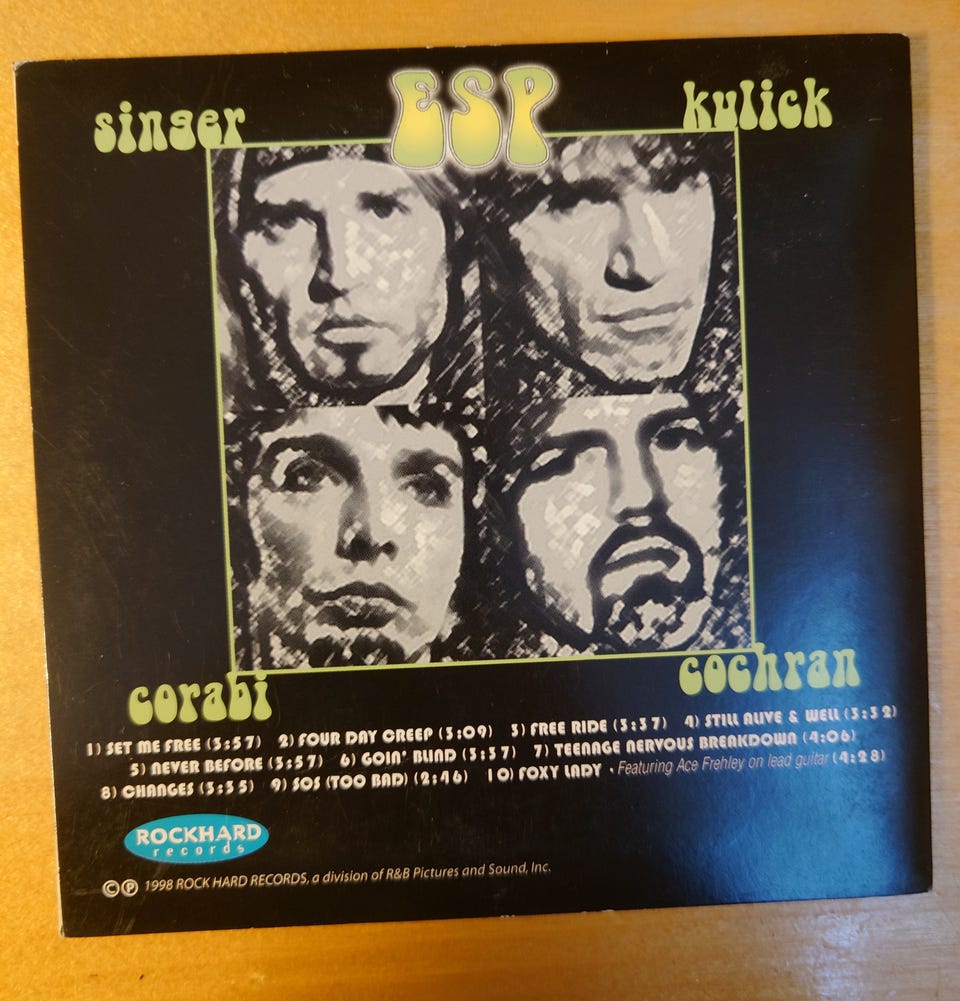 singer ESP kulick
corabi cochran
1) SET ME FREE (3:57) 2) FOUR DAY CREEP (3:09) 3) FREE RIDE (3:37) 4) STILL ALIVE & WELL (3:32)
5) NEVER BEFORE (3:57) 6) GOIN' BLIND (3:37) 7) TEENAGE NERVOUS BREAKDOWN (4:06)
8) CHANGES (3:35) 9) SOS (TOO BAD) (2:46) 10) FOXY LADY • Featuring Ace Frehley on lead guitar (4:28)
ROCKHARD
records
© ℗ 1998 ROCK HARD RECORDS, a division of R&B Pictures and Sound, Inc.